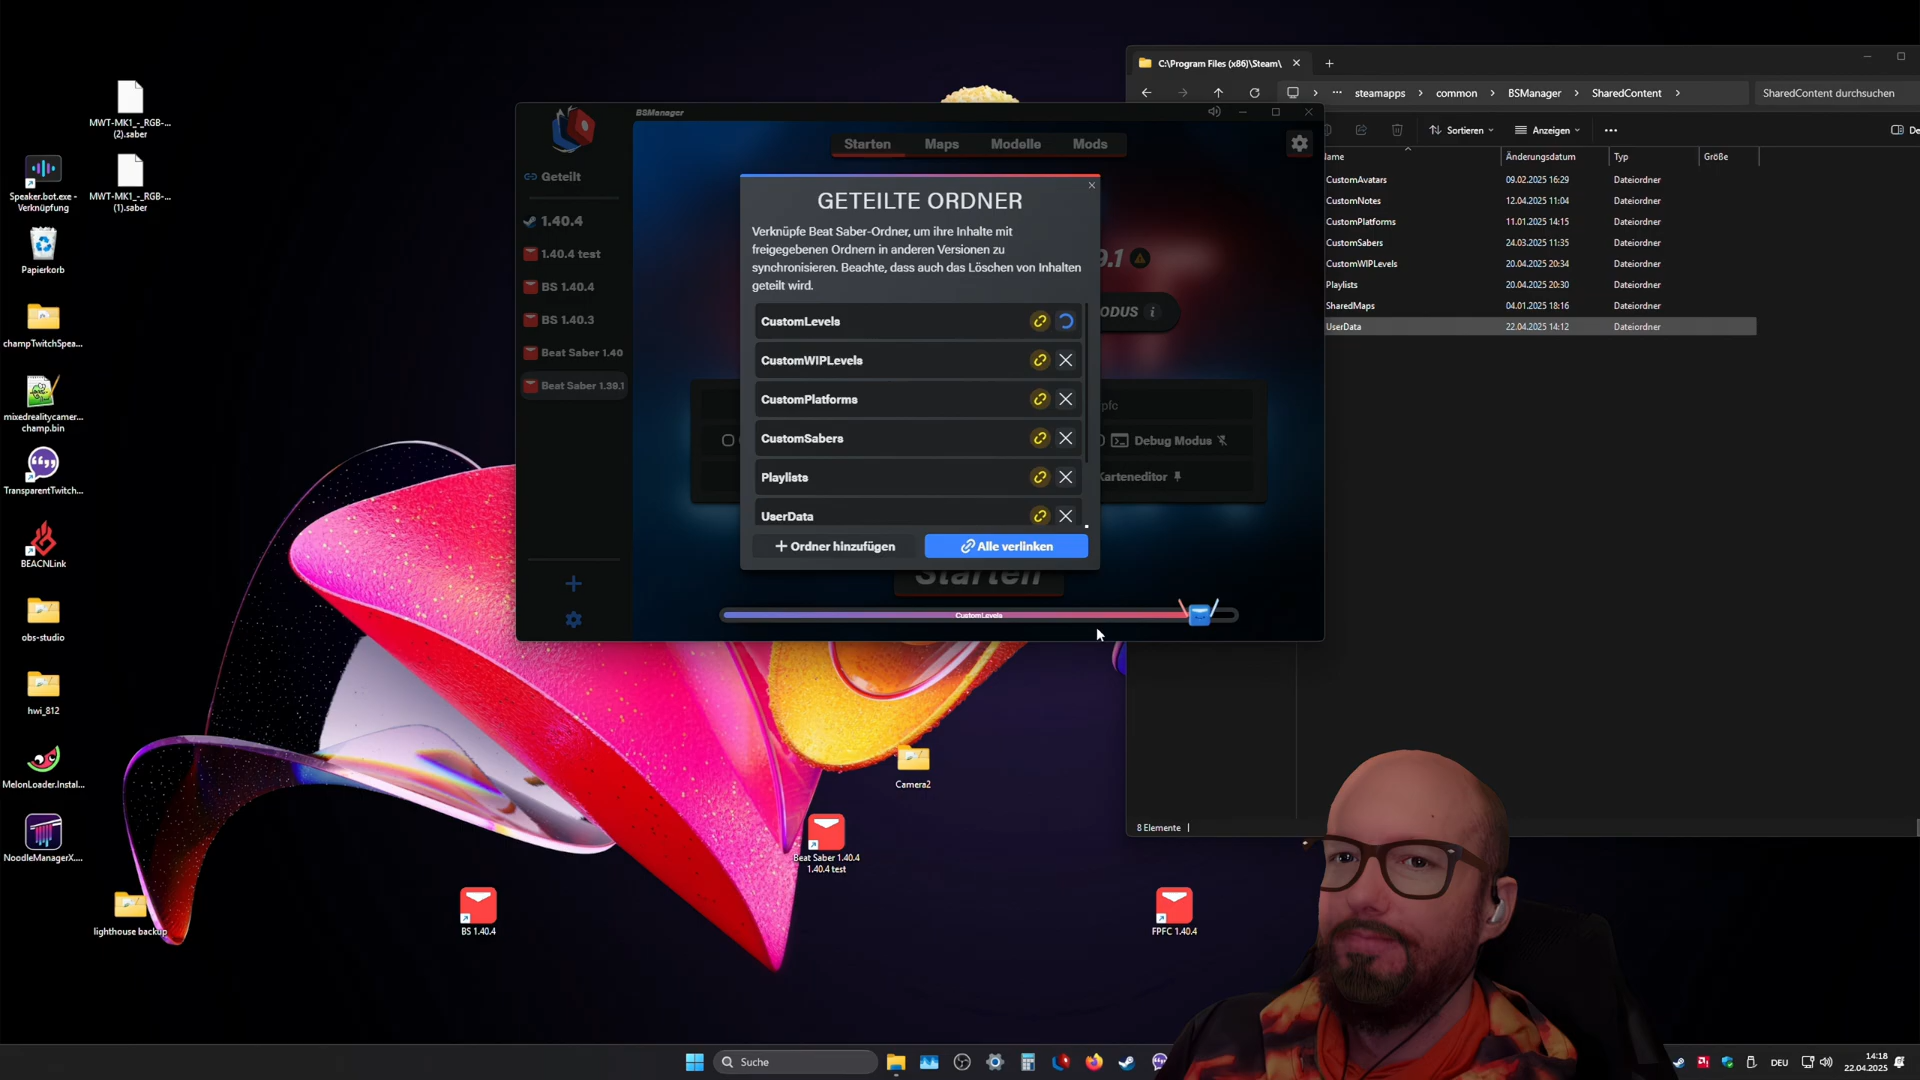 MWT-MK1_-_RGB-...
(2).saber
Speaker.bot.exe -
Verknüpfung
MWT-MK1_-_RGB-...
(1).saber
Papierkorb
champTwitchSpea...
mixedrealitycamer...
champ.bin
TransparentTwitch...
BEACNLink
obs-studio
hwi_812
MelonLoader.Instal...
NoodleManagerX....
lighthouse backup
BS 1.40.4
Beat Saber 1.40.4
1.40.4 test
Camera2
FPFC 1.40.4
BSManager
Geteilt
1.40.4
1.40.4 test
BS 1.40.4
BS 1.40.3
Beat Saber 1.40
Beat Saber 1.39.1
Starten
Maps
Modelle
Mods
GETEILTE ORDNER
Verknüpfe Beat Saber-Ordner, um ihre Inhalte mit
freigegebenen Ordnern in anderen Versionen zu
synchronisieren. Beachte, dass auch das Löschen von Inhalten
geteilt wird.
CustomLevels
CustomWIPLevels
CustomPlatforms
CustomSabers
Playlists
UserData
Ordner hinzufügen
Alle verlinken
9.1
ODUS
pfc
Debug Modus
Karteneditor
Starten
CustomLevels
C:\Program Files (x86)\Steam\
steamapps
common
BSManager
SharedContent
SharedContent durchsuchen
Sortieren
Anzeigen
De
Name Änderungsdatum Typ Größe
CustomAvatars 09.02.2025 16:29 Dateiordner
CustomNotes 12.04.2025 11:04 Dateiordner
CustomPlatforms 11.01.2025 14:15 Dateiordner
CustomSabers 24.03.2025 11:35 Dateiordner
CustomWIPLevels 20.04.2025 20:34 Dateiordner
Playlists 20.04.2025 20:30 Dateiordner
SharedMaps 04.01.2025 18:16 Dateiordner
UserData 22.04.2025 14:12 Dateiordner
8 Elemente
Suche
DEU
14:18
22.04.2025